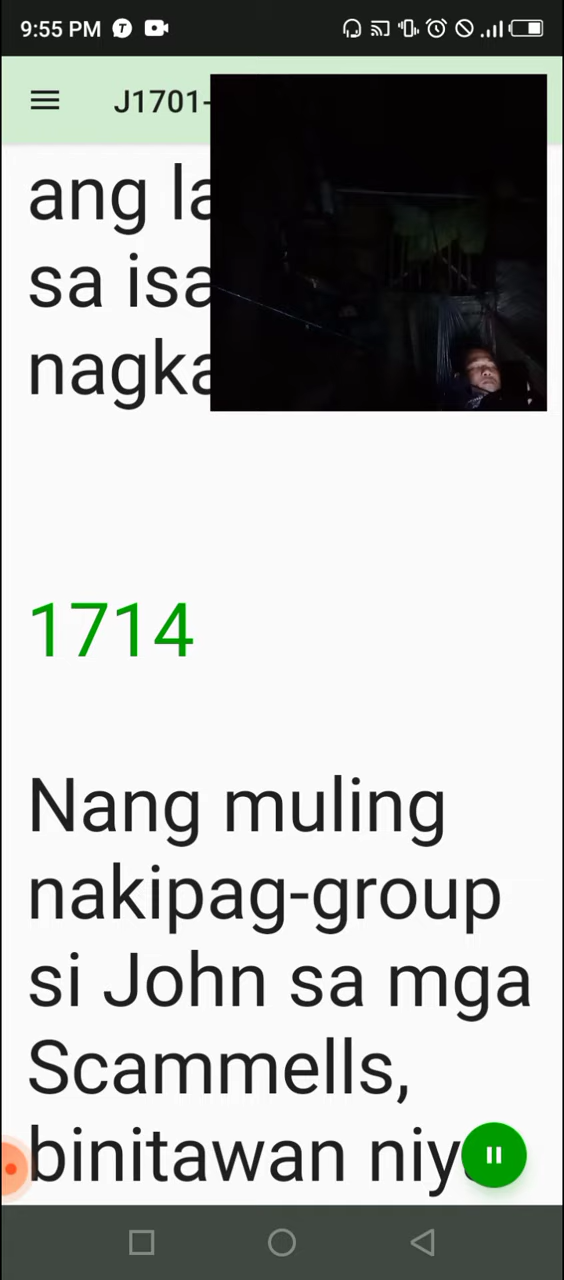 9:55 PM
J1701-
ang la
sa isa
nagka
1714
Nang muling
nakipag-group
si John sa mga
Scammells,
binitawan niy